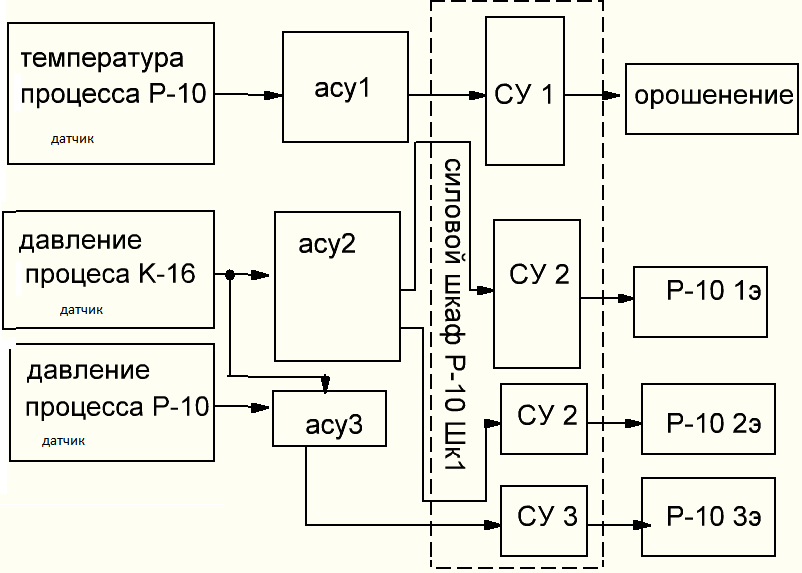 температура
процесса Р-10
датчик
асу1
СУ 1
орошенение
давление
процеса К-16
датчик
асу2
силовой шкаф Р-10 Шк1
СУ 2
Р-10 1э
давление
процесса Р-10
датчик
асу3
СУ 2
Р-10 2э
СУ 3
Р-10 3э